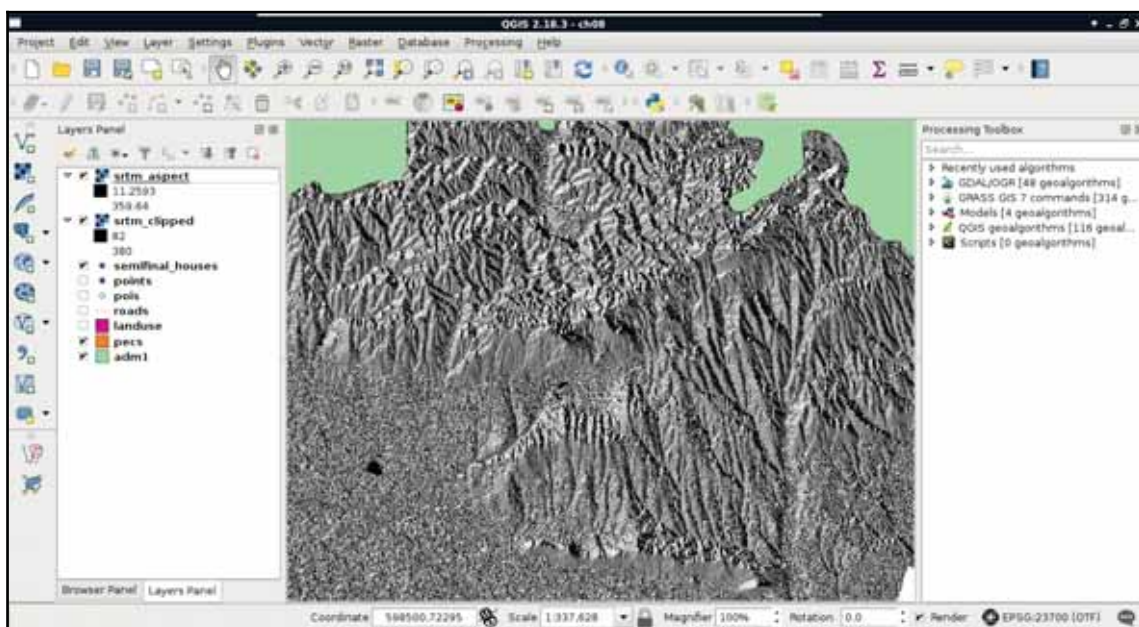 QGIS 2.18.3 - ch08
Project Edit View Layer Settings Plugins Vector Raster Database Processing Help
Layers Panel
srtm_aspect
11.2593
359.64
srtm_clipped
82
380
semifinal_houses
points
pois
roads
landuse
pecs
adm1
Browser Panel Layers Panel
Processing Toolbox
Search...
Recently used algorithms
GDAL/OGR [48 geoalgorithms]
GRASS GIS 7 commands [314 g...
Models [4 geoalgorithms]
QGIS geoalgorithms [116 geoal...
Scripts [0 geoalgorithms]
Coordinate 598500,72295 Scale 1:337,628 Magnifier 100% Rotation 0.0 Render EPSG:23700 (OTF)